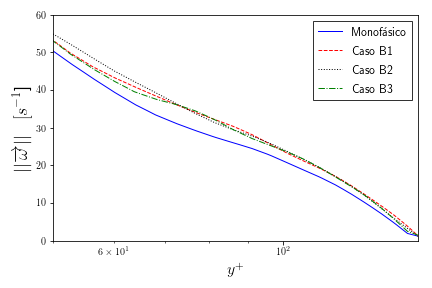 60
50
40
30
20
10
0
||ω⃗|| [s⁻¹]
Monofásico
Caso B1
Caso B2
Caso B3
6 × 10¹
10²
y⁺